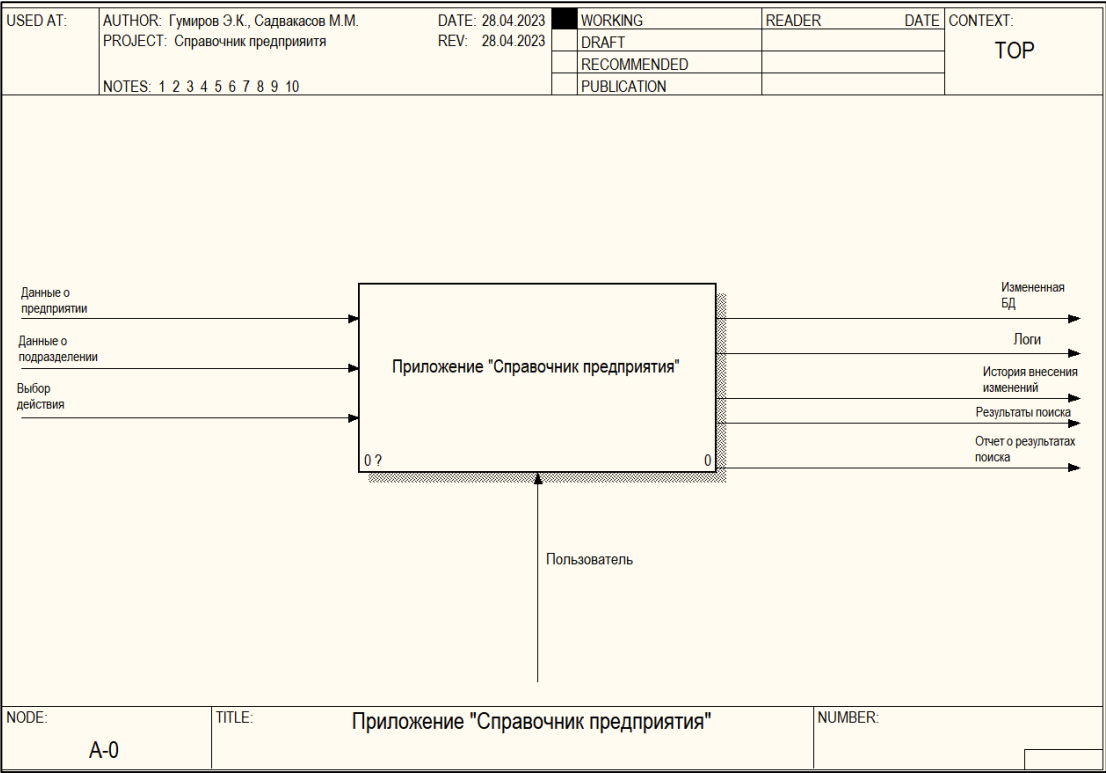 USED AT:
AUTHOR: Гумиров Э.К., Садвакасов М.М.
DATE: 28.04.2023
WORKING
READER
DATE
CONTEXT:
PROJECT: Справочник предприяитя
REV: 28.04.2023
DRAFT
TOP
RECOMMENDED
NOTES: 1 2 3 4 5 6 7 8 9 10
PUBLICATION
Данные о
предприятии
Данные о
подразделении
Выбор
действия
Приложение "Справочник предприятия"
0 ?
0
Измененная
БД
Логи
История внесения
изменений
Результаты поиска
Отчет о результатах
поиска
Пользователь
NODE:
A-0
TITLE:
Приложение "Справочник предприятия"
NUMBER: